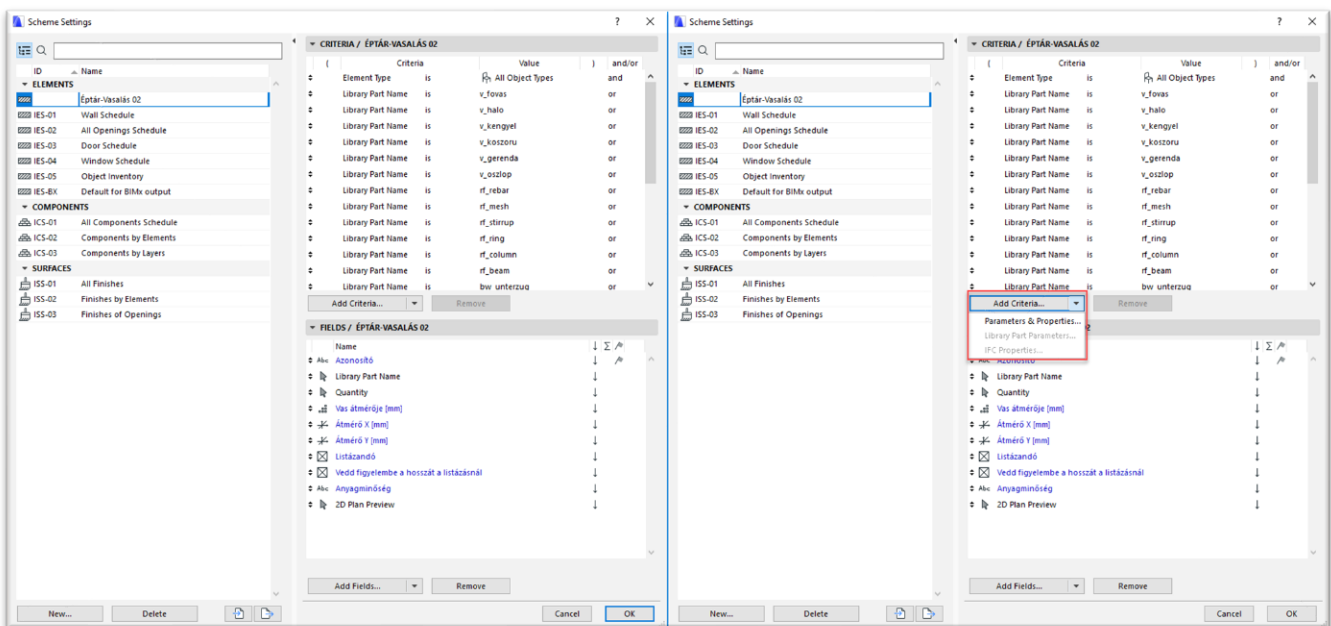 Scheme Settings ? ×
ID Name
ELEMENTS
Éptár-Vasalás 02
IES-01 Wall Schedule
IES-02 All Openings Schedule
IES-03 Door Schedule
IES-04 Window Schedule
IES-05 Object Inventory
IES-BX Default for BIMx output
COMPONENTS
ICS-01 All Components Schedule
ICS-02 Components by Elements
ICS-03 Components by Layers
SURFACES
ISS-01 All Finishes
ISS-02 Finishes by Elements
ISS-03 Finishes of Openings
New... Delete
CRITERIA / ÉPTÁR-VASALÁS 02
( Criteria Value ) and/or
Element Type is All Object Types and
Library Part Name is v_fovas or
Library Part Name is v_halo or
Library Part Name is v_kengyel or
Library Part Name is v_koszoru or
Library Part Name is v_gerenda or
Library Part Name is v_oszlop or
Library Part Name is rf_rebar or
Library Part Name is rf_mesh or
Library Part Name is rf_stirrup or
Library Part Name is rf_ring or
Library Part Name is rf_column or
Library Part Name is rf_beam or
Library Part Name is bw_unterzug or
Add Criteria... Remove
FIELDS / ÉPTÁR-VASALÁS 02
Name
Abc Azonosító
Library Part Name
Quantity
Vas átmérője [mm]
Átmérő X [mm]
Átmérő Y [mm]
Listázandó
Vedd figyelembe a hosszát a listázásnál
Abc Anyagminőség
2D Plan Preview
Add Fields... Remove
Cancel OK
Scheme Settings ? ×
ID Name
ELEMENTS
Éptár-Vasalás 02
IES-01 Wall Schedule
IES-02 All Openings Schedule
IES-03 Door Schedule
IES-04 Window Schedule
IES-05 Object Inventory
IES-BX Default for BIMx output
COMPONENTS
ICS-01 All Components Schedule
ICS-02 Components by Elements
ICS-03 Components by Layers
SURFACES
ISS-01 All Finishes
ISS-02 Finishes by Elements
ISS-03 Finishes of Openings
New... Delete
CRITERIA / ÉPTÁR-VASALÁS 02
( Criteria Value ) and/or
Element Type is All Object Types and
Library Part Name is v_fovas or
Library Part Name is v_halo or
Library Part Name is v_kengyel or
Library Part Name is v_koszoru or
Library Part Name is v_gerenda or
Library Part Name is v_oszlop or
Library Part Name is rf_rebar or
Library Part Name is rf_mesh or
Library Part Name is rf_stirrup or
Library Part Name is rf_ring or
Library Part Name is rf_column or
Library Part Name is rf_beam or
Library Part Name is bw_unterzug or
Add Criteria... Remove
Parameters & Properties...
Library Part Parameters...
IFC Properties...
2
Abc Azonosító
Library Part Name
Quantity
Vas átmérője [mm]
Átmérő X [mm]
Átmérő Y [mm]
Listázandó
Vedd figyelembe a hosszát a listázásnál
Abc Anyagminőség
2D Plan Preview
Add Fields... Remove
Cancel OK